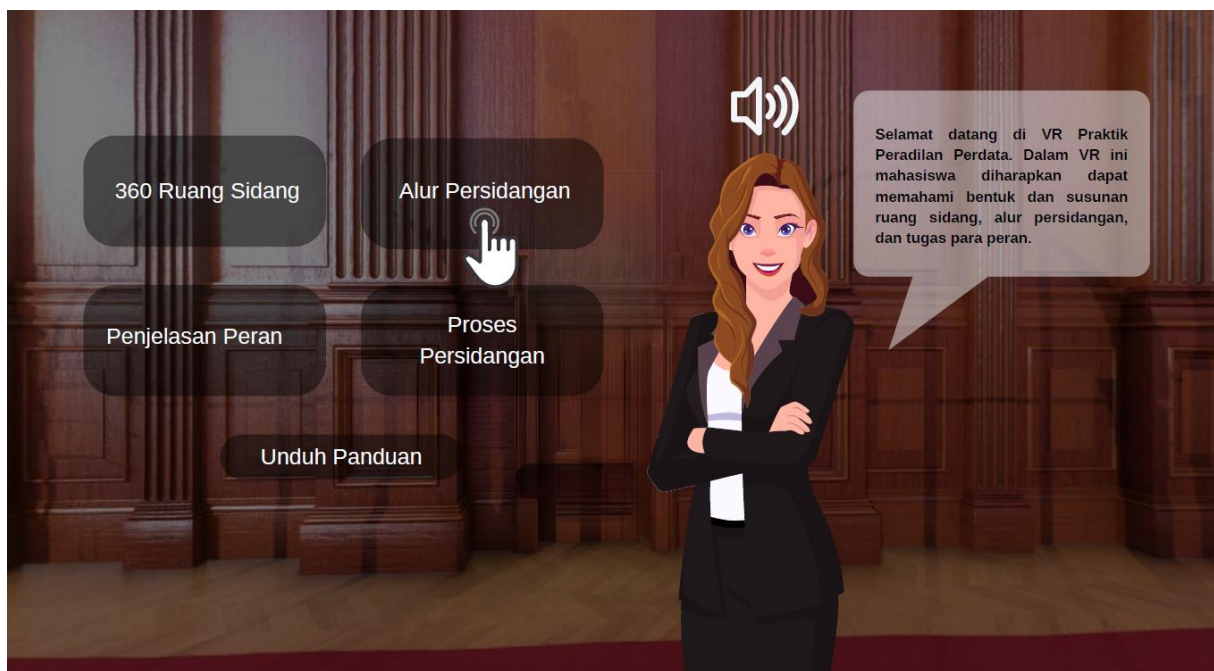 360 Ruang Sidang
Alur Persidangan
Penjelasan Peran
Proses
Persidangan
Unduh Panduan
Selamat datang di VR Praktik
Peradilan Perdata. Dalam VR ini
mahasiswa diharapkan dapat
memahami bentuk dan susunan
ruang sidang, alur persidangan,
dan tugas para peran.